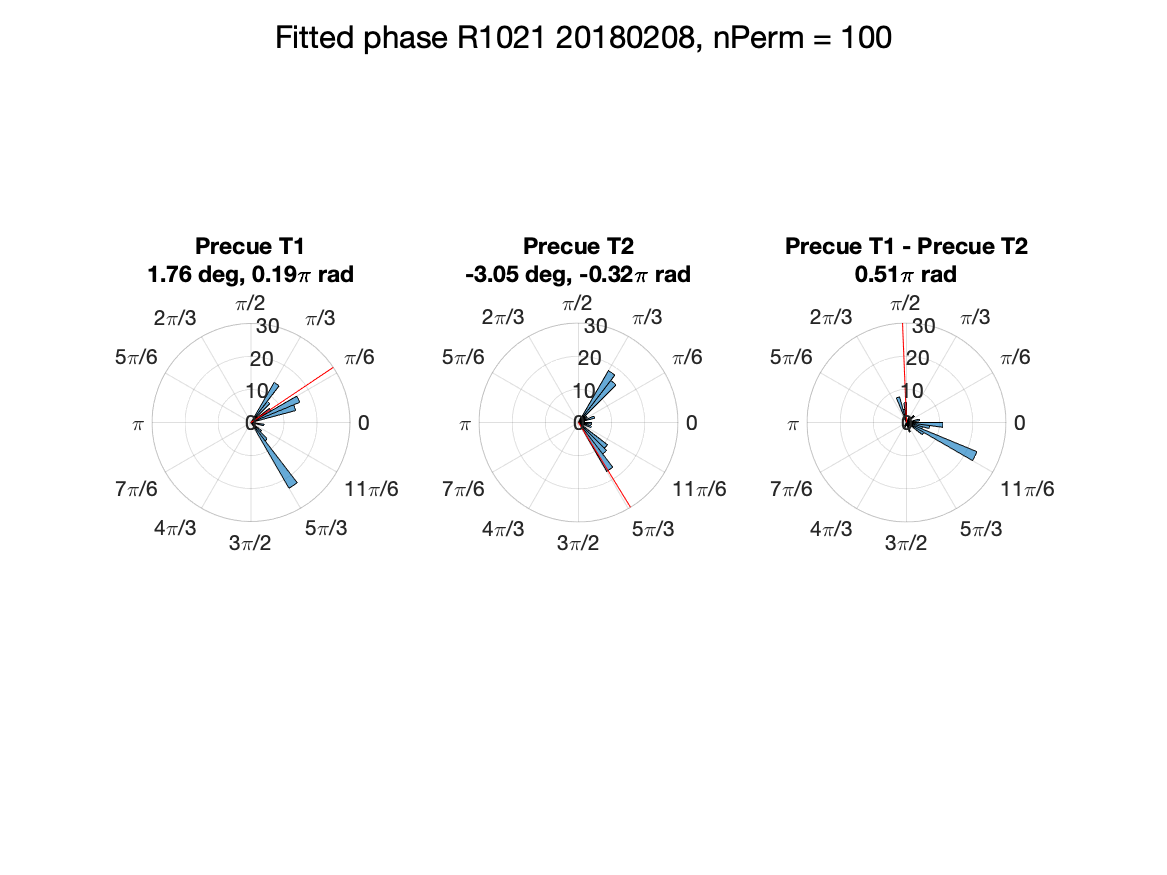 Fitted phase R1021 20180208, nPerm = 100
Precue T1
1.76 deg, 0.19π rad
π/2
2π/3
30
π/3
5π/6
20
π/6
10
π
0
0
7π/6
11π/6
4π/3
5π/3
3π/2
Precue T2
-3.05 deg, -0.32π rad
π/2
2π/3
30
π/3
5π/6
20
π/6
10
π
0
0
7π/6
11π/6
4π/3
5π/3
3π/2
Precue T1 - Precue T2
0.51π rad
π/2
2π/3
30
π/3
5π/6
20
π/6
10
π
0
0
7π/6
11π/6
4π/3
5π/3
3π/2